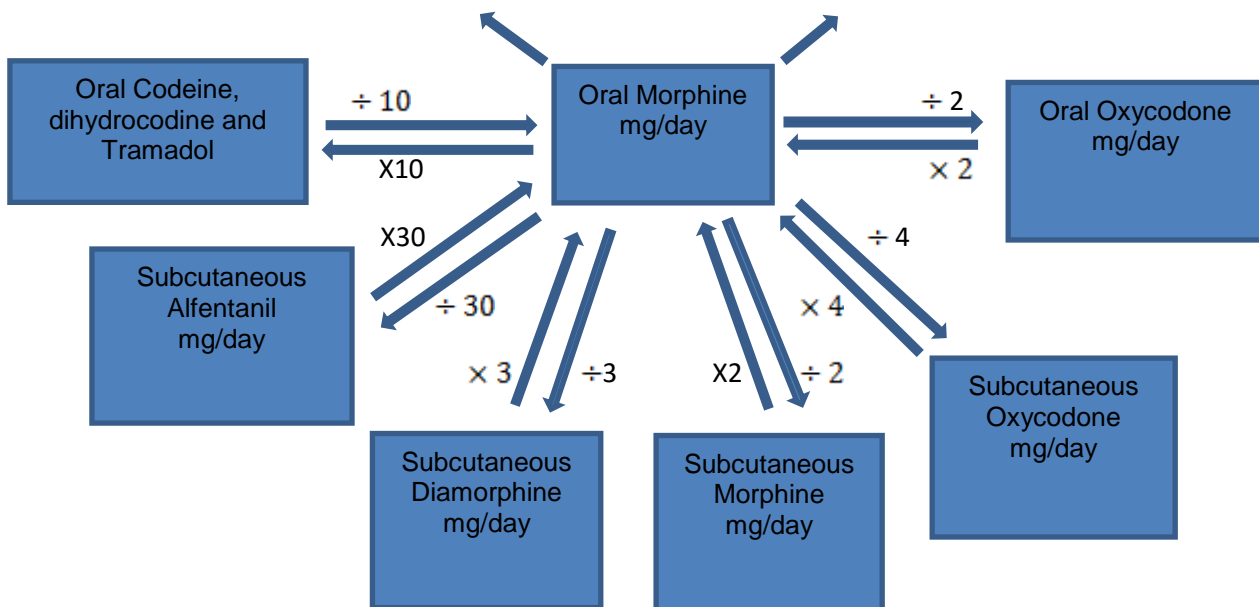 Oral Codeine,
dihydrocodine and
Tramadol
÷ 10
X10
Oral Morphine
mg/day
÷ 2
× 2
Oral Oxycodone
mg/day
X30
÷ 30
Subcutaneous
Alfentanil
mg/day
× 3
÷3
X2
÷ 2
÷ 4
× 4
Subcutaneous
Oxycodone
mg/day
Subcutaneous
Diamorphine
mg/day
Subcutaneous
Morphine
mg/day